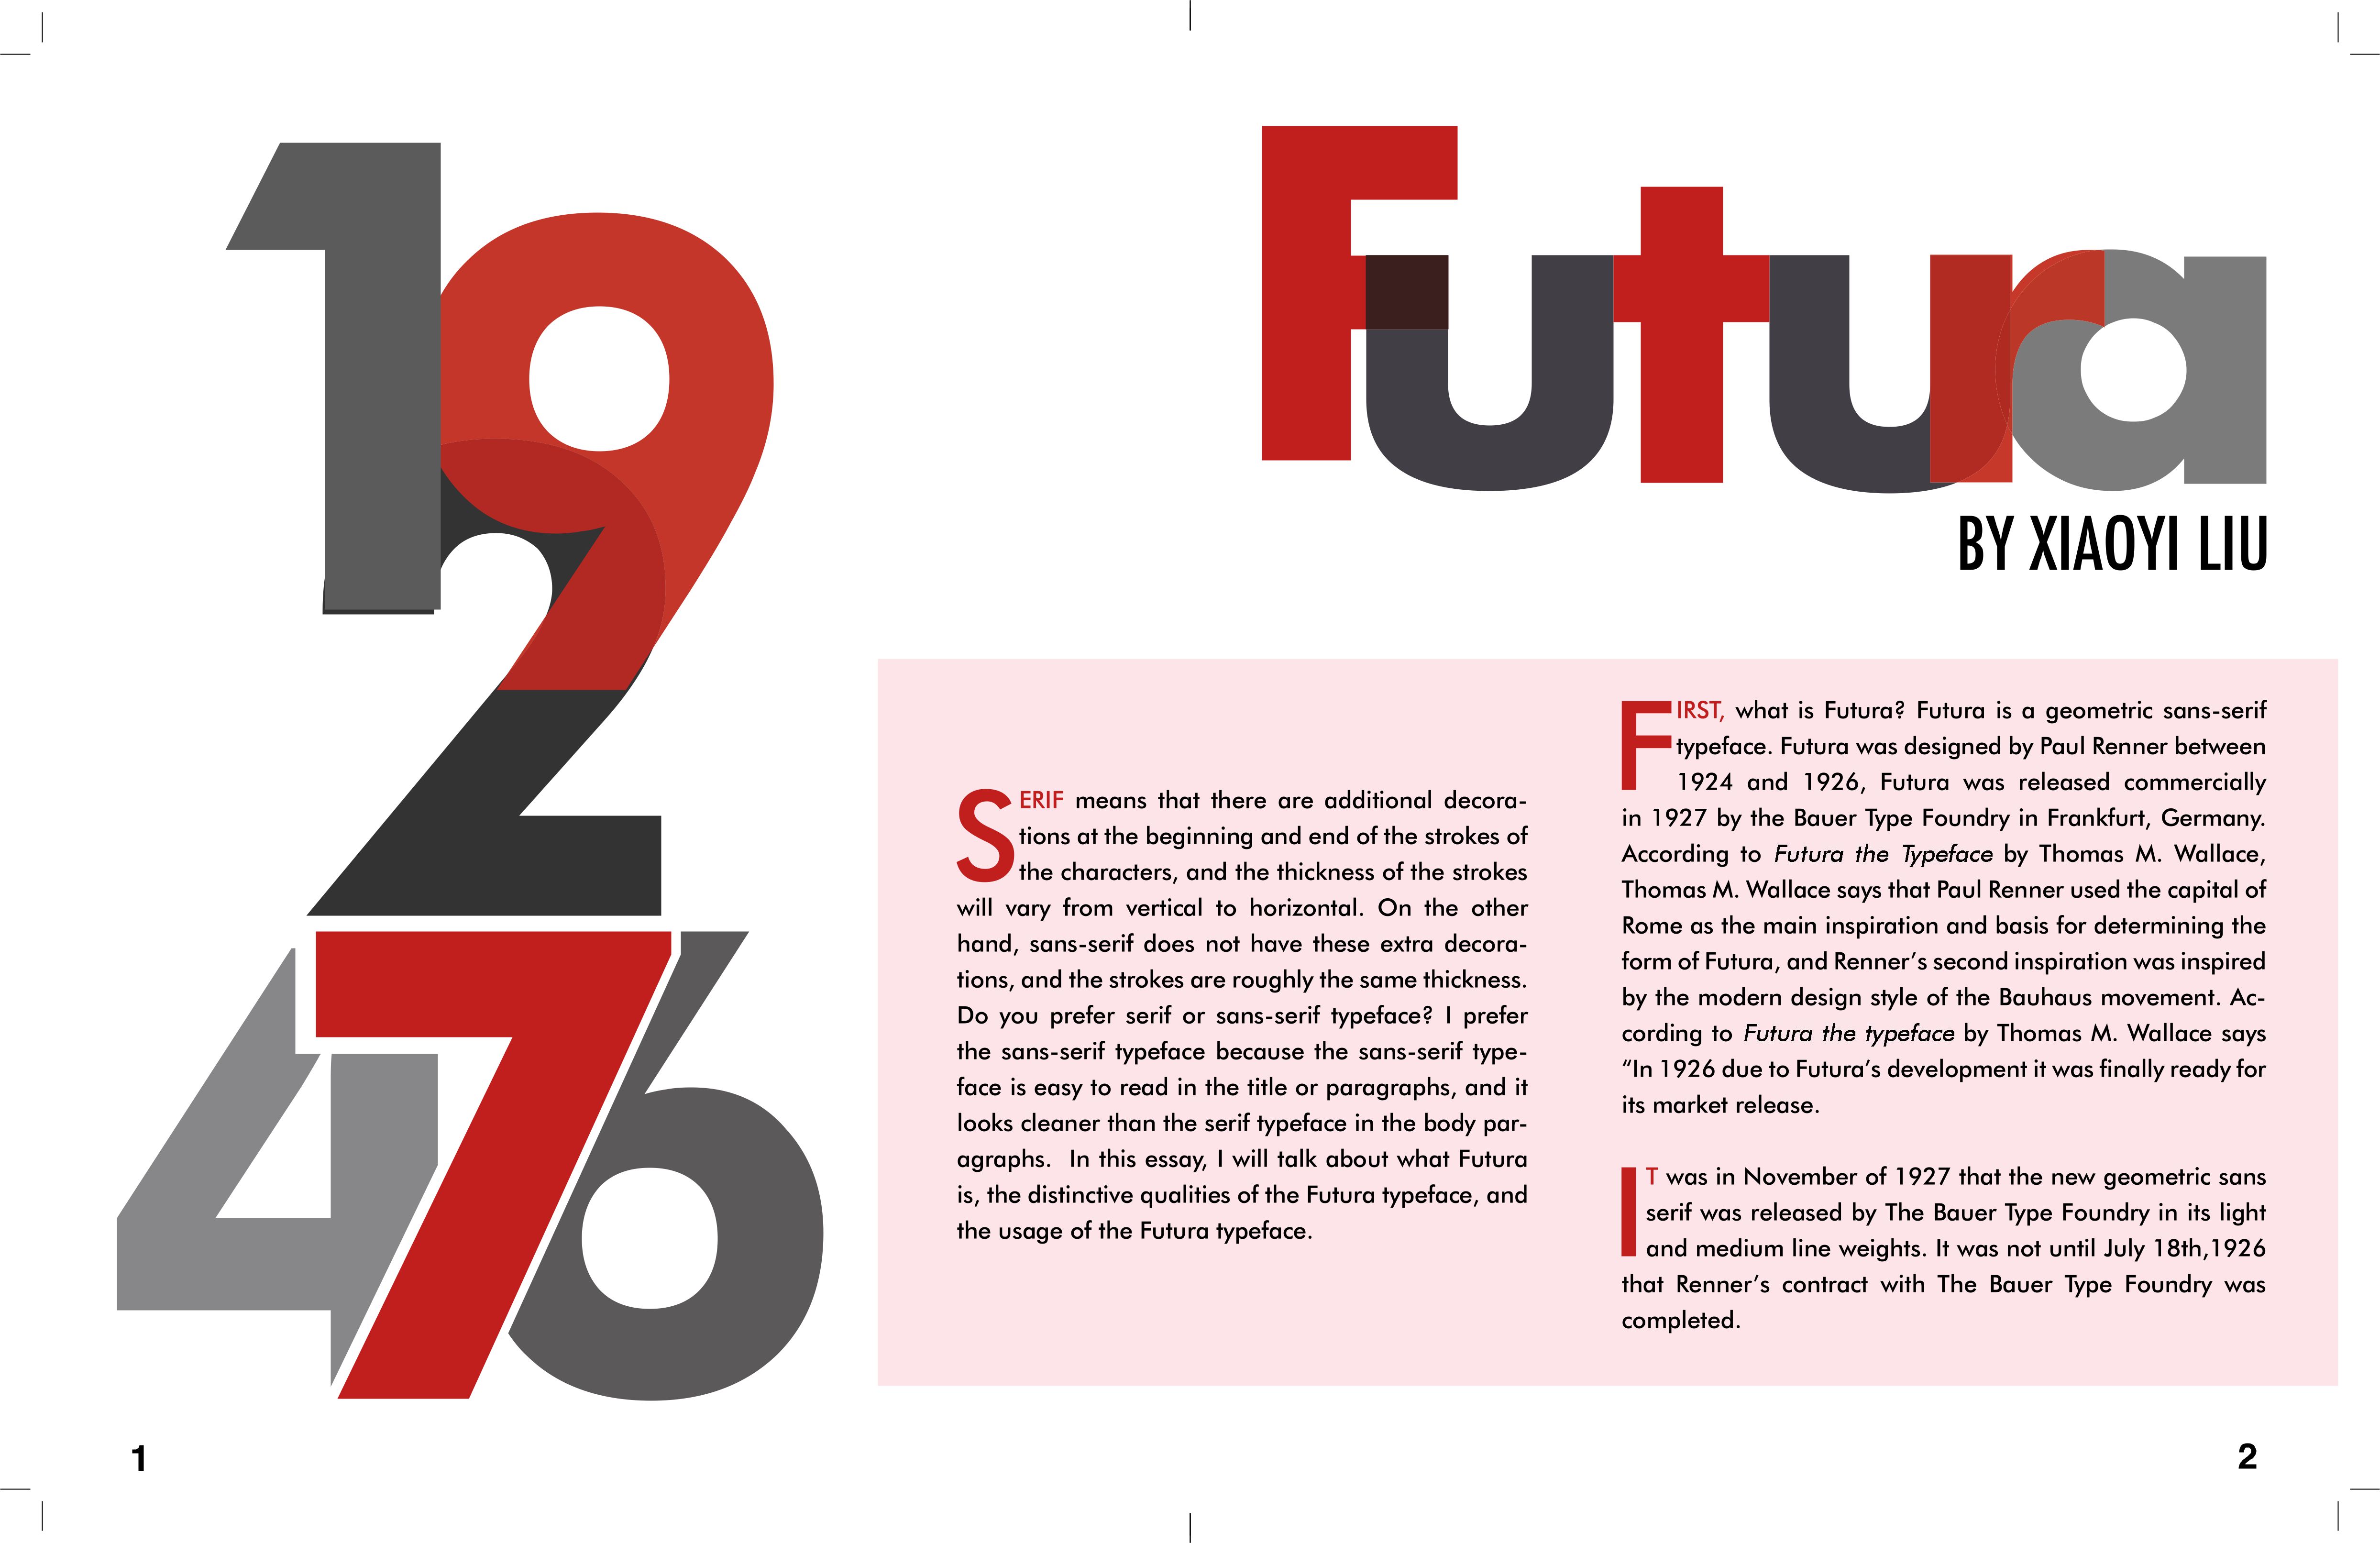 19
2
476
Futura
BY XIAOYI LIU
SERIF means that there are additional decora-
tions at the beginning and end of the strokes of
the characters, and the thickness of the strokes
will vary from vertical to horizontal. On the other
hand, sans-serif does not have these extra decora-
tions, and the strokes are roughly the same thickness.
Do you prefer serif or sans-serif typeface? I prefer
the sans-serif typeface because the sans-serif type-
face is easy to read in the title or paragraphs, and it
looks cleaner than the serif typeface in the body par-
agraphs.  In this essay, I will talk about what Futura
is, the distinctive qualities of the Futura typeface, and
the usage of the Futura typeface.
FIRST, what is Futura? Futura is a geometric sans-serif
typeface. Futura was designed by Paul Renner between
1924 and 1926, Futura was released commercially
in 1927 by the Bauer Type Foundry in Frankfurt, Germany.
According to Futura the Typeface by Thomas M. Wallace,
Thomas M. Wallace says that Paul Renner used the capital of
Rome as the main inspiration and basis for determining the
form of Futura, and Renner’s second inspiration was inspired
by the modern design style of the Bauhaus movement. Ac-
cording to Futura the typeface by Thomas M. Wallace says
“In 1926 due to Futura’s development it was finally ready for
its market release.
IT was in November of 1927 that the new geometric sans
serif was released by The Bauer Type Foundry in its light
and medium line weights. It was not until July 18th,1926
that Renner’s contract with The Bauer Type Foundry was
completed.
1
2